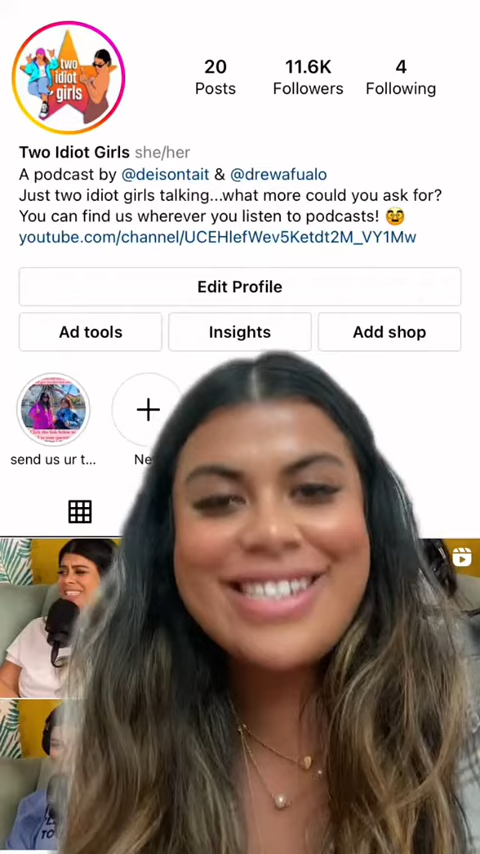 two
idiot
girls
20
11.6K
4
Posts
Followers
Following
Two Idiot Girls she/her
A podcast by @deisontait & @drewafualo
Just two idiot girls talking...what more could you ask for?
You can find us wherever you listen to podcasts! 🥸
youtube.com/channel/UCEHlefWev5Ketdt2M_VY1Mw
Edit Profile
Ad tools
Insights
Add shop
send us ur t...
Ne
TO